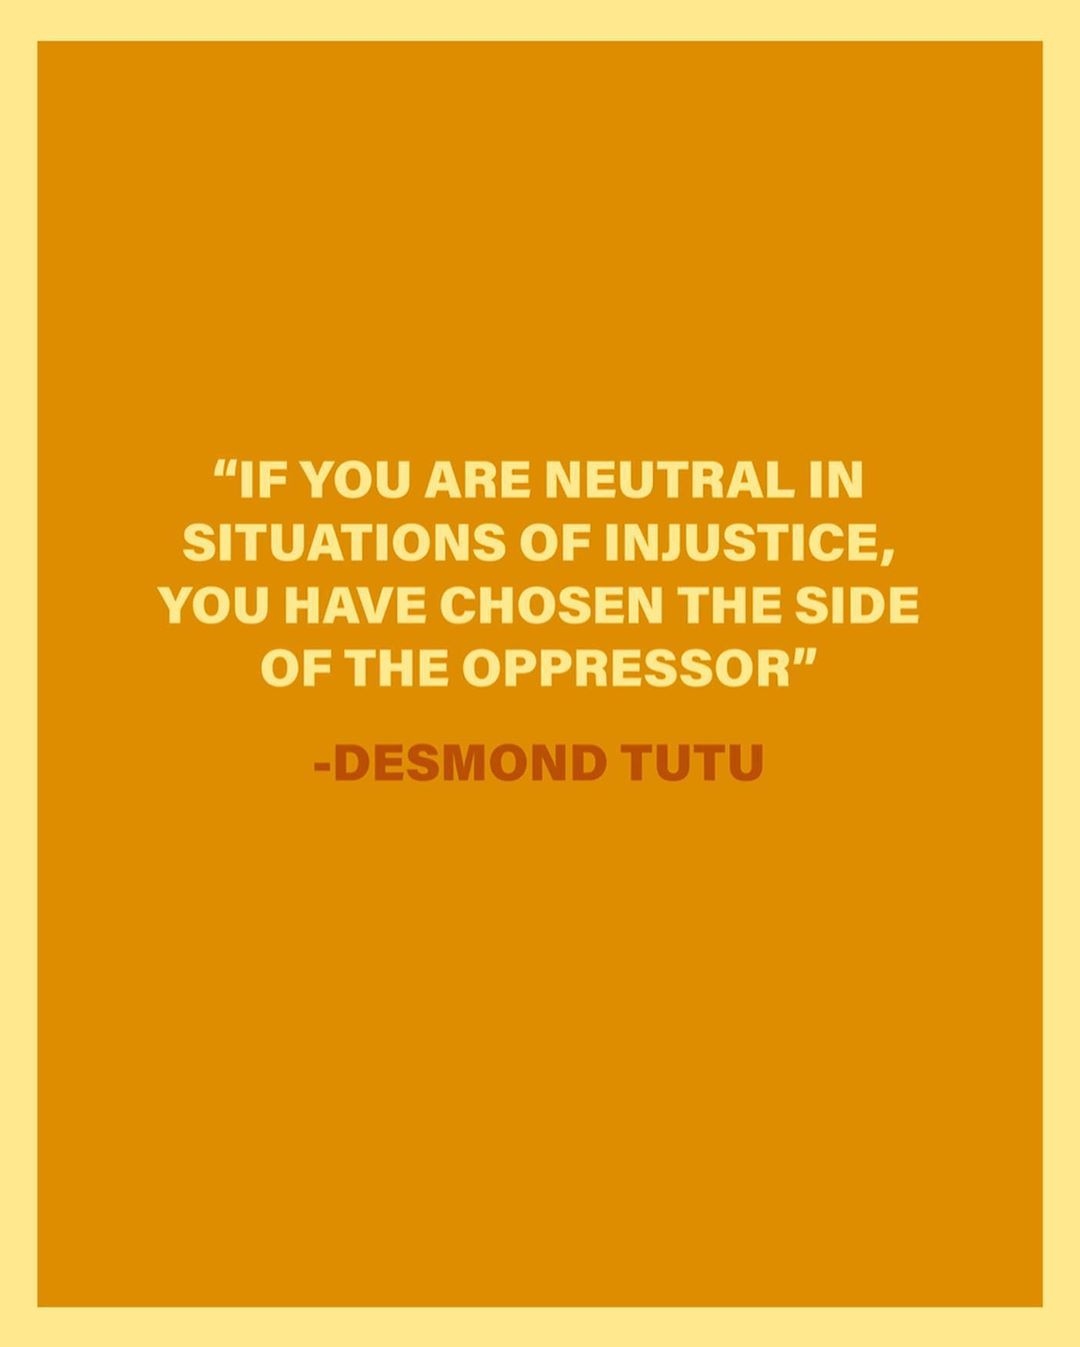 “IF YOU ARE NEUTRAL IN
SITUATIONS OF INJUSTICE,
YOU HAVE CHOSEN THE SIDE
OF THE OPPRESSOR”
-DESMOND TUTU